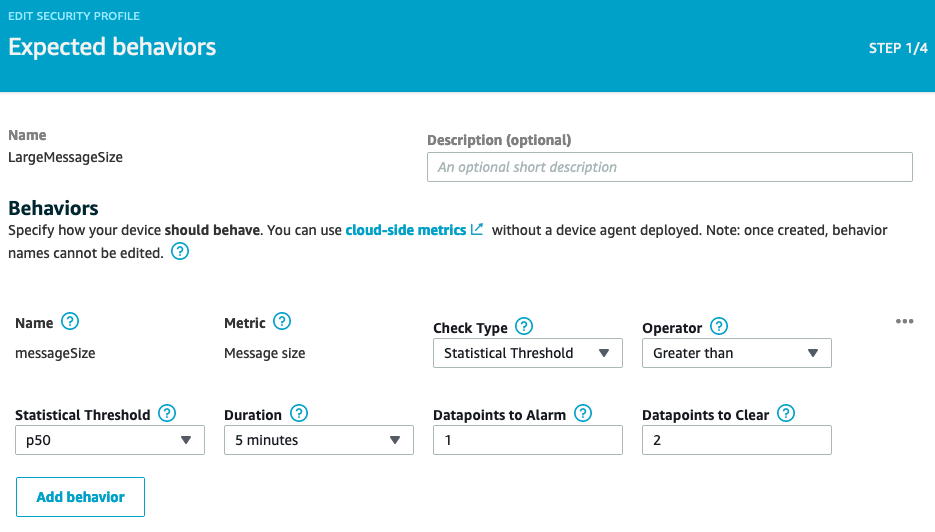 EDIT SECURITY PROFILE
Expected behaviors
STEP 1/4
Name
LargeMessageSize
Description (optional)
An optional short description
Behaviors
Specify how your device should behave. You can use cloud-side metrics without a device agent deployed. Note: once created, behavior
names cannot be edited. ?
Name ? Metric ? Check Type ? Operator ?
messageSize Message size Statistical Threshold Greater than
Statistical Threshold ? Duration ? Datapoints to Alarm ? Datapoints to Clear ?
p50 5 minutes 1 2
Add behavior